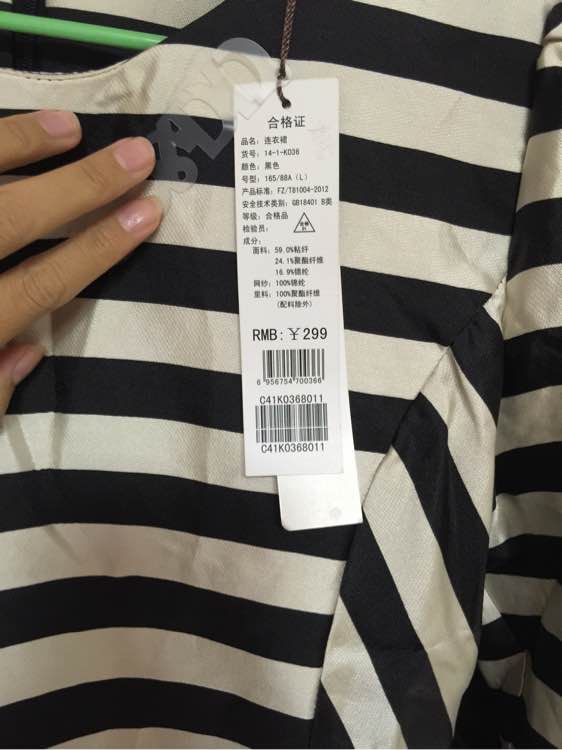 合格证
品名：连衣裙
货号：14-1-K036
颜色：黑色
号型：165/88A（L）
产品标准：FZ/T81004-2012
安全技术类别：GB18401 B类
等级：合格品
检验员：
合格
01
成分：
面料：59.0%粘纤
24.1%聚酯纤维
16.9%锦纶
网纱：100%锦纶
里料：100%聚酯纤维
(配料除外)
RMB:￥299
6 956754 700366
C41K0368011
C41K0368011